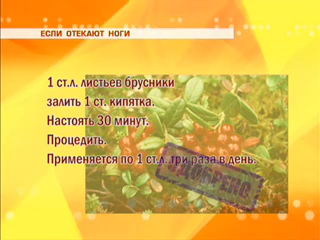 ЕСЛИ ОТЕКАЮТ НОГИ
1 ст.л. листьев брусники
залить 1 ст. кипятка.
Настоять 30 минут.
Процедить.
Применяется по 1 ст.л. три раза в день.
ОДОБРЕНО